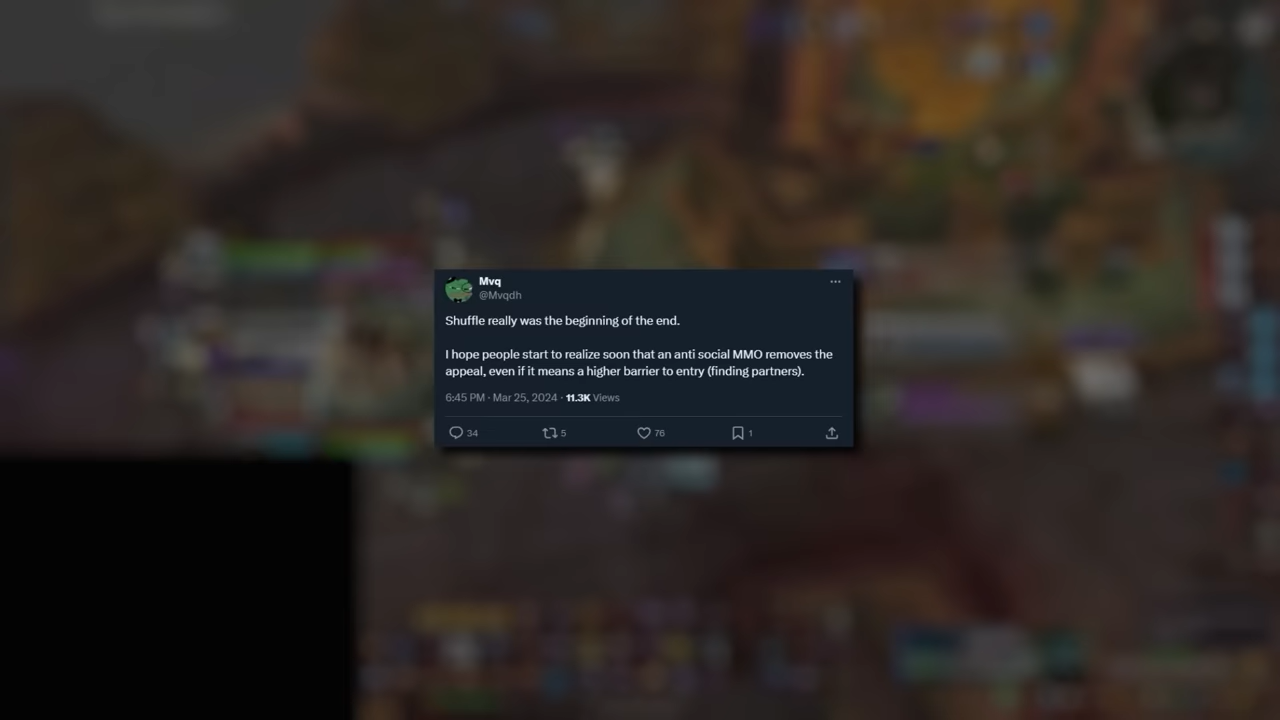 Mvq
@Mvqdh
Shuffle really was the beginning of the end.
I hope people start to realize soon that an anti social MMO removes the
appeal, even if it means a higher barrier to entry (finding partners).
6:45 PM · Mar 25, 2024 · 11.3K Views
34 5 76 1